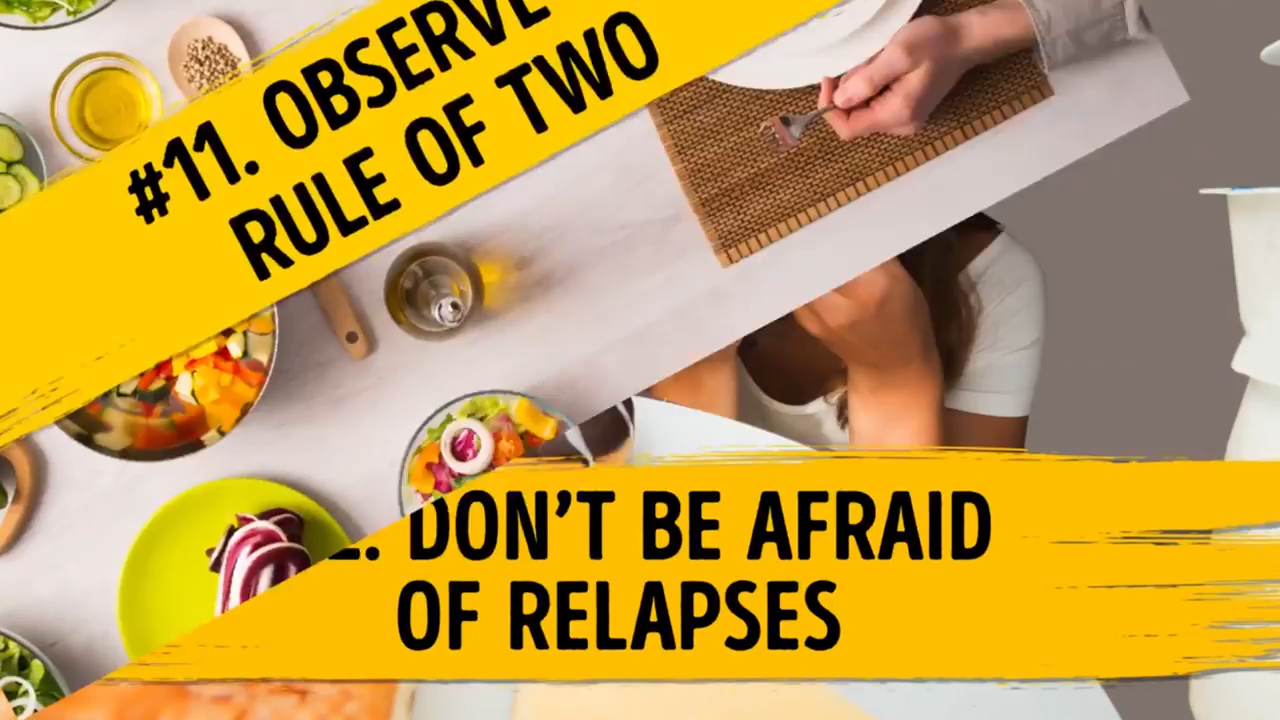 #11. OBSERVE
RULE OF TWO
. DON'T BE AFRAID
OF RELAPSES